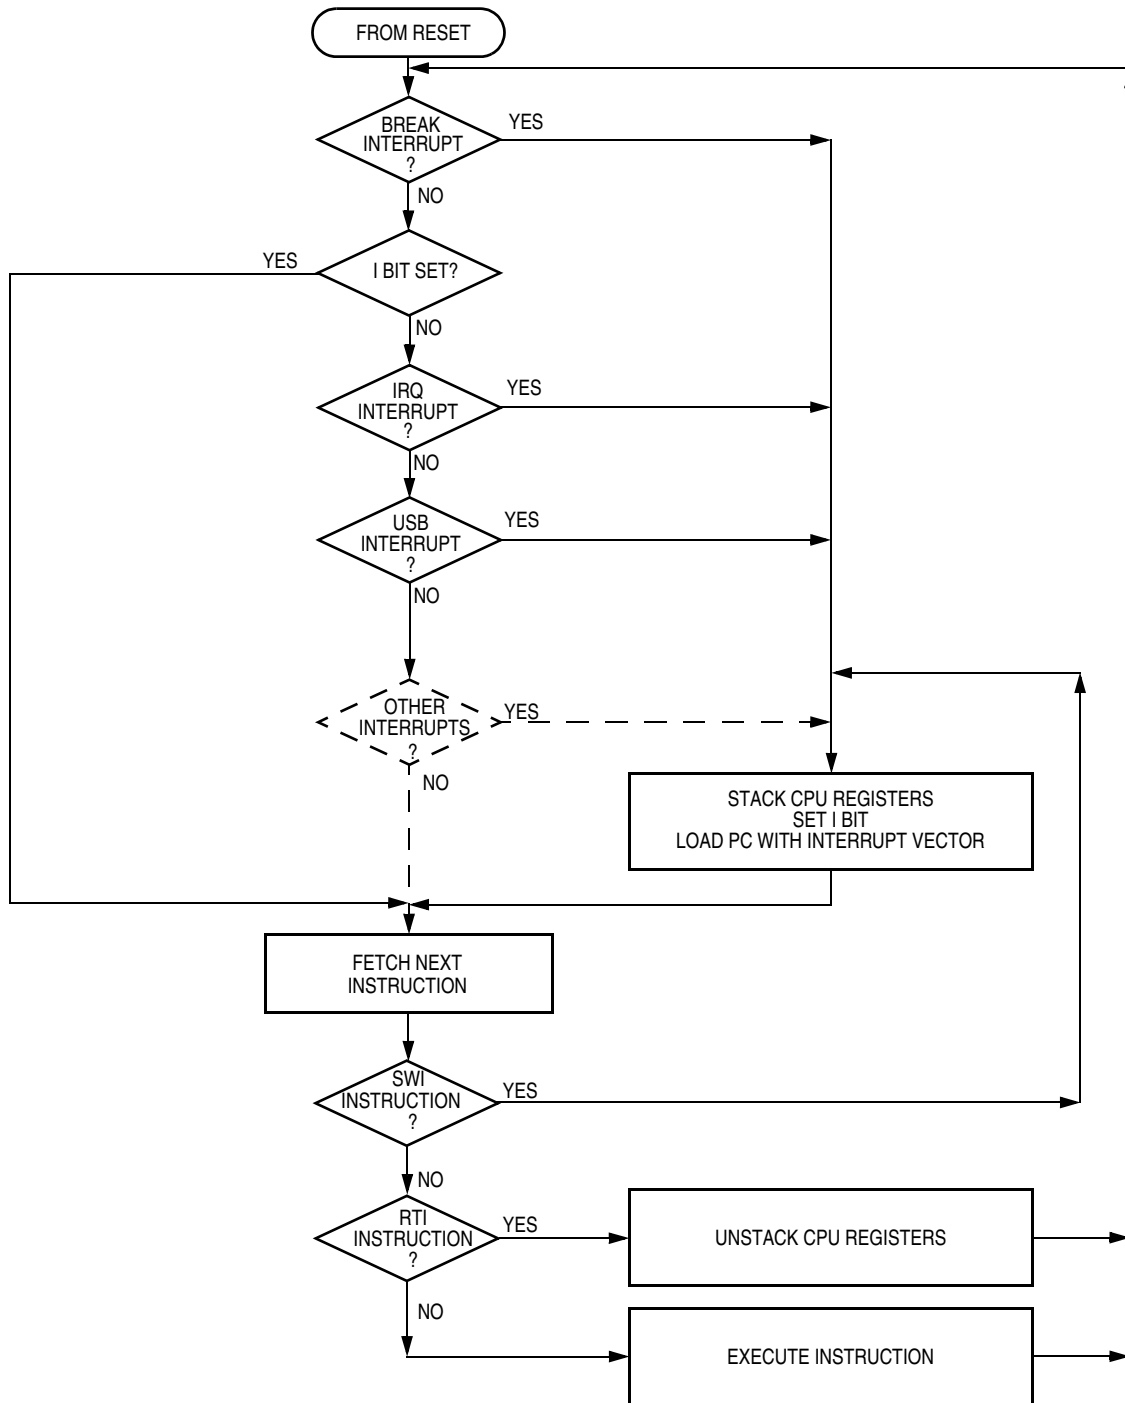 FROM RESET
BREAK
INTERRUPT
?
YES
NO
I BIT SET?
YES
NO
IRQ
INTERRUPT
?
YES
NO
USB
INTERRUPT
?
YES
NO
OTHER
INTERRUPTS
?
YES
NO
STACK CPU REGISTERS
SET I BIT
LOAD PC WITH INTERRUPT VECTOR
FETCH NEXT
INSTRUCTION
SWI
INSTRUCTION
?
YES
NO
RTI
INSTRUCTION
?
YES
UNSTACK CPU REGISTERS
NO
EXECUTE INSTRUCTION